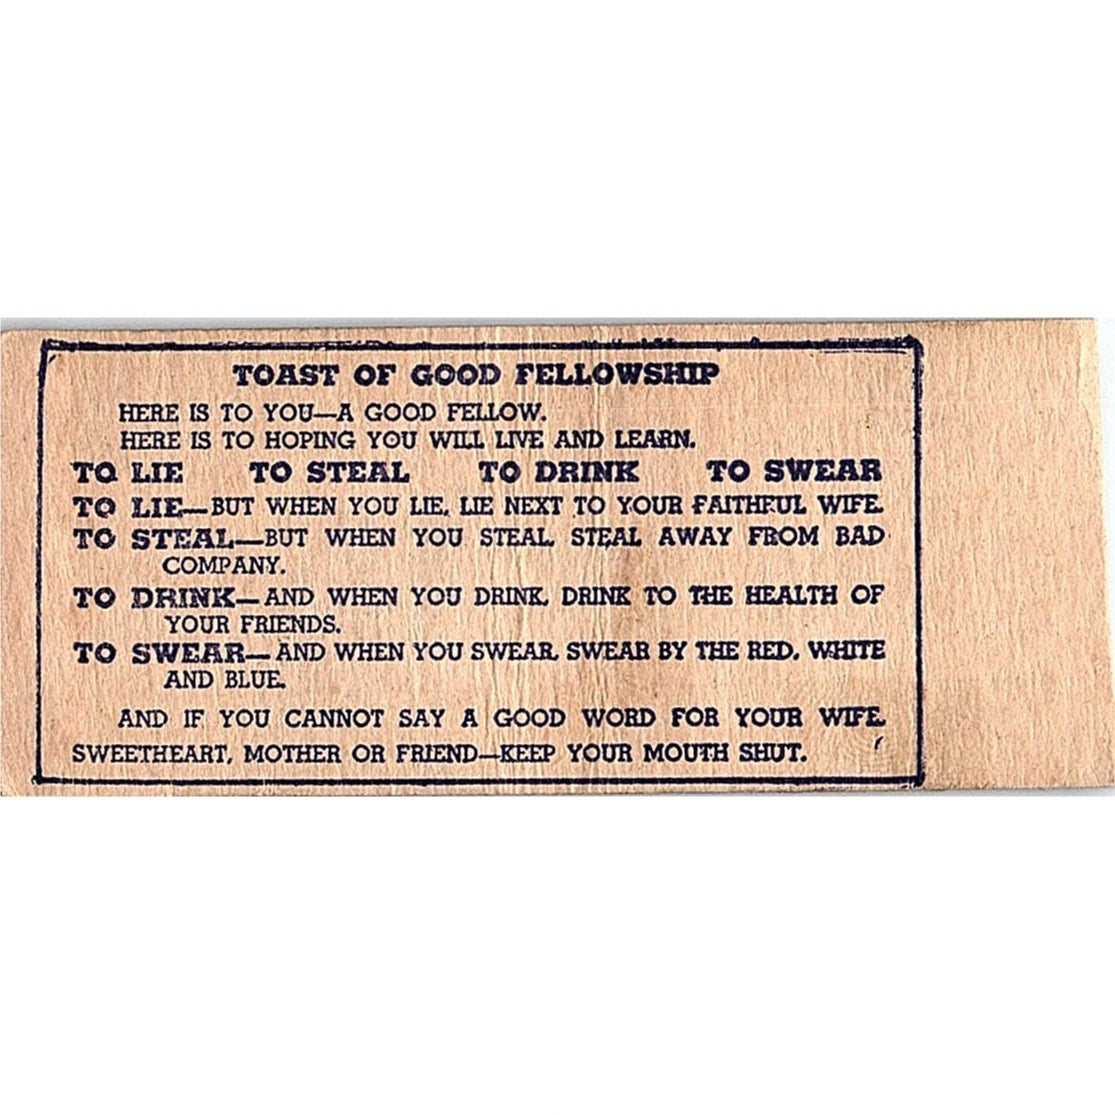 TOAST OF GOOD FELLOWSHIP
HERE IS TO YOU—A GOOD FELLOW.
HERE IS TO HOPING YOU WILL LIVE AND LEARN.
TO LIE TO STEAL TO DRINK TO SWEAR
TO LIE—BUT WHEN YOU LIE, LIE NEXT TO YOUR FAITHFUL WIFE.
TO STEAL—BUT WHEN YOU STEAL, STEAL AWAY FROM BAD
COMPANY.
TO DRINK—AND WHEN YOU DRINK, DRINK TO THE HEALTH OF
YOUR FRIENDS.
TO SWEAR—AND WHEN YOU SWEAR, SWEAR BY THE RED, WHITE
AND BLUE.
AND IF YOU CANNOT SAY A GOOD WORD FOR YOUR WIFE,
SWEETHEART, MOTHER OR FRIEND—KEEP YOUR MOUTH SHUT.